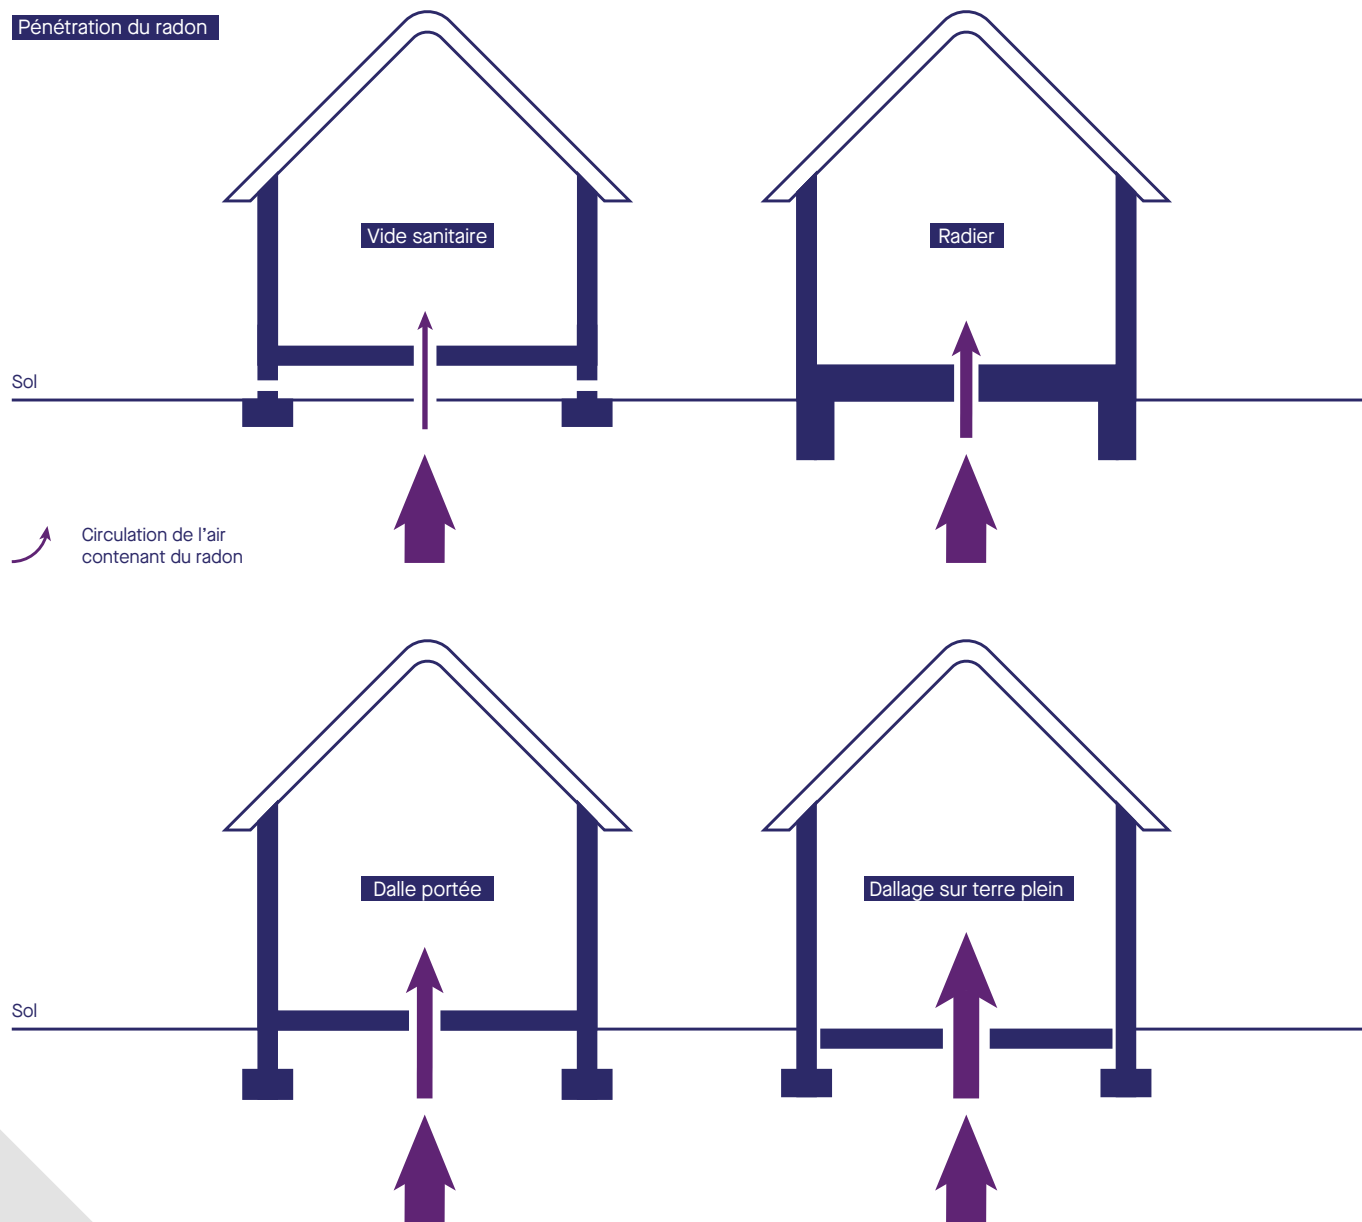 Pénétration du radon
Vide sanitaire
Radier
Sol
Circulation de l'air
contenant du radon
Dalle portée
Dallage sur terre plein
Sol